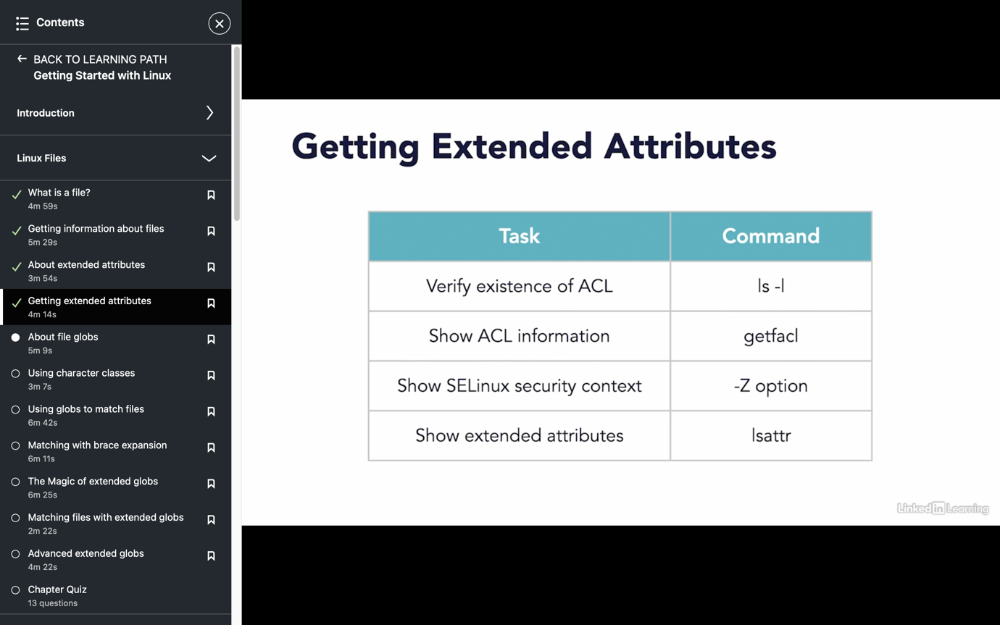 Contents
BACK TO LEARNING PATH
Getting Started with Linux
Introduction
Linux Files
What is a file?
4m 59s
Getting information about files
5m 29s
About extended attributes
3m 54s
Getting extended attributes
4m 14s
About file globs
5m 9s
Using character classes
3m 7s
Using globs to match files
6m 42s
Matching with brace expansion
6m 11s
The Magic of extended globs
6m 25s
Matching files with extended globs
2m 22s
Advanced extended globs
4m 22s
Chapter Quiz
13 questions
Getting Extended Attributes
Task Command
Verify existence of ACL ls -l
Show ACL information getfacl
Show SELinux security context -Z option
Show extended attributes lsattr
Linked in Learning